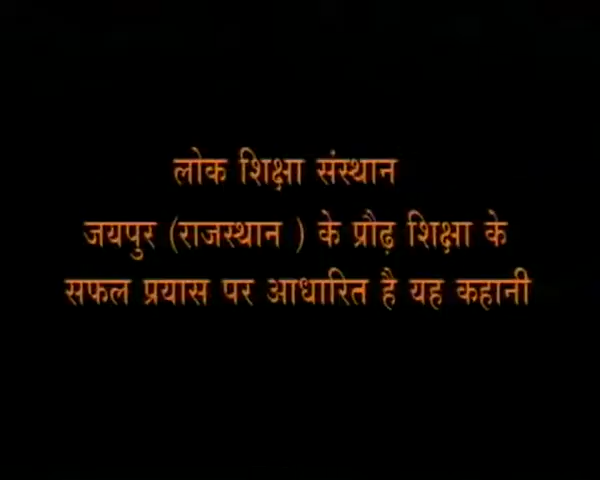 लोक शिक्षा संस्थान
जयपुर (राजस्थान ) के प्रौढ़ शिक्षा के
सफल प्रयास पर आधारित है यह कहानी